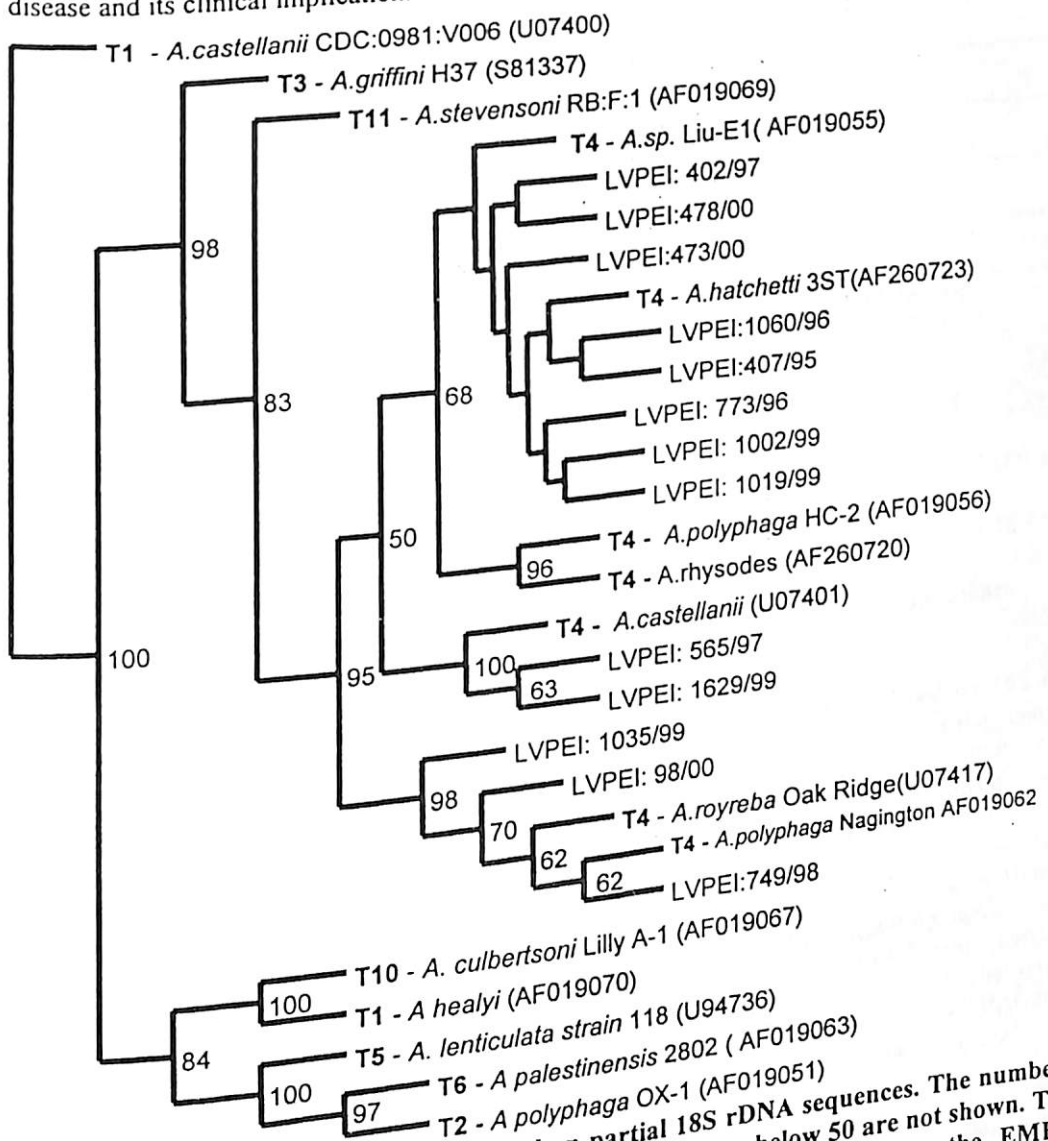 disease and its clinical implication
T1 - A.castellanii CDC:0981:V006 (U07400)
T3 - A.griffini H37 (S81337)
T11 - A.stevensoni RB:F:1 (AF019069)
T4 - A.sp. Liu-E1( AF019055)
LVPEI: 402/97
LVPEI:478/00
98
LVPEI:473/00
T4 - A.hatchetti 3ST(AF260723)
LVPEI:1060/96
LVPEI:407/95
83
68
LVPEI: 773/96
LVPEI: 1002/99
LVPEI: 1019/99
50
T4 - A.polyphaga HC-2 (AF019056)
96
T4 - A.rhysodes (AF260720)
T4 - A.castellanii (U07401)
100
95
100
LVPEI: 565/97
63
LVPEI: 1629/99
LVPEI: 1035/99
98
LVPEI: 98/00
70
T4 - A.royreba Oak Ridge(U07417)
62
T4 - A.polyphaga Nagington AF019062
62
LVPEI:749/98
T10 - A. culbertsoni Lilly A-1 (AF019067)
100
T1 - A healyi (AF019070)
84
T5 - A. lenticulata strain 118 (U94736)
100
T6 - A palestinensis 2802 ( AF019063)
97
T2 - A polyphaga OX-1 (AF019051)
partial 18S rDNA sequences. The numbe
below 50 are not shown. T
the EMB